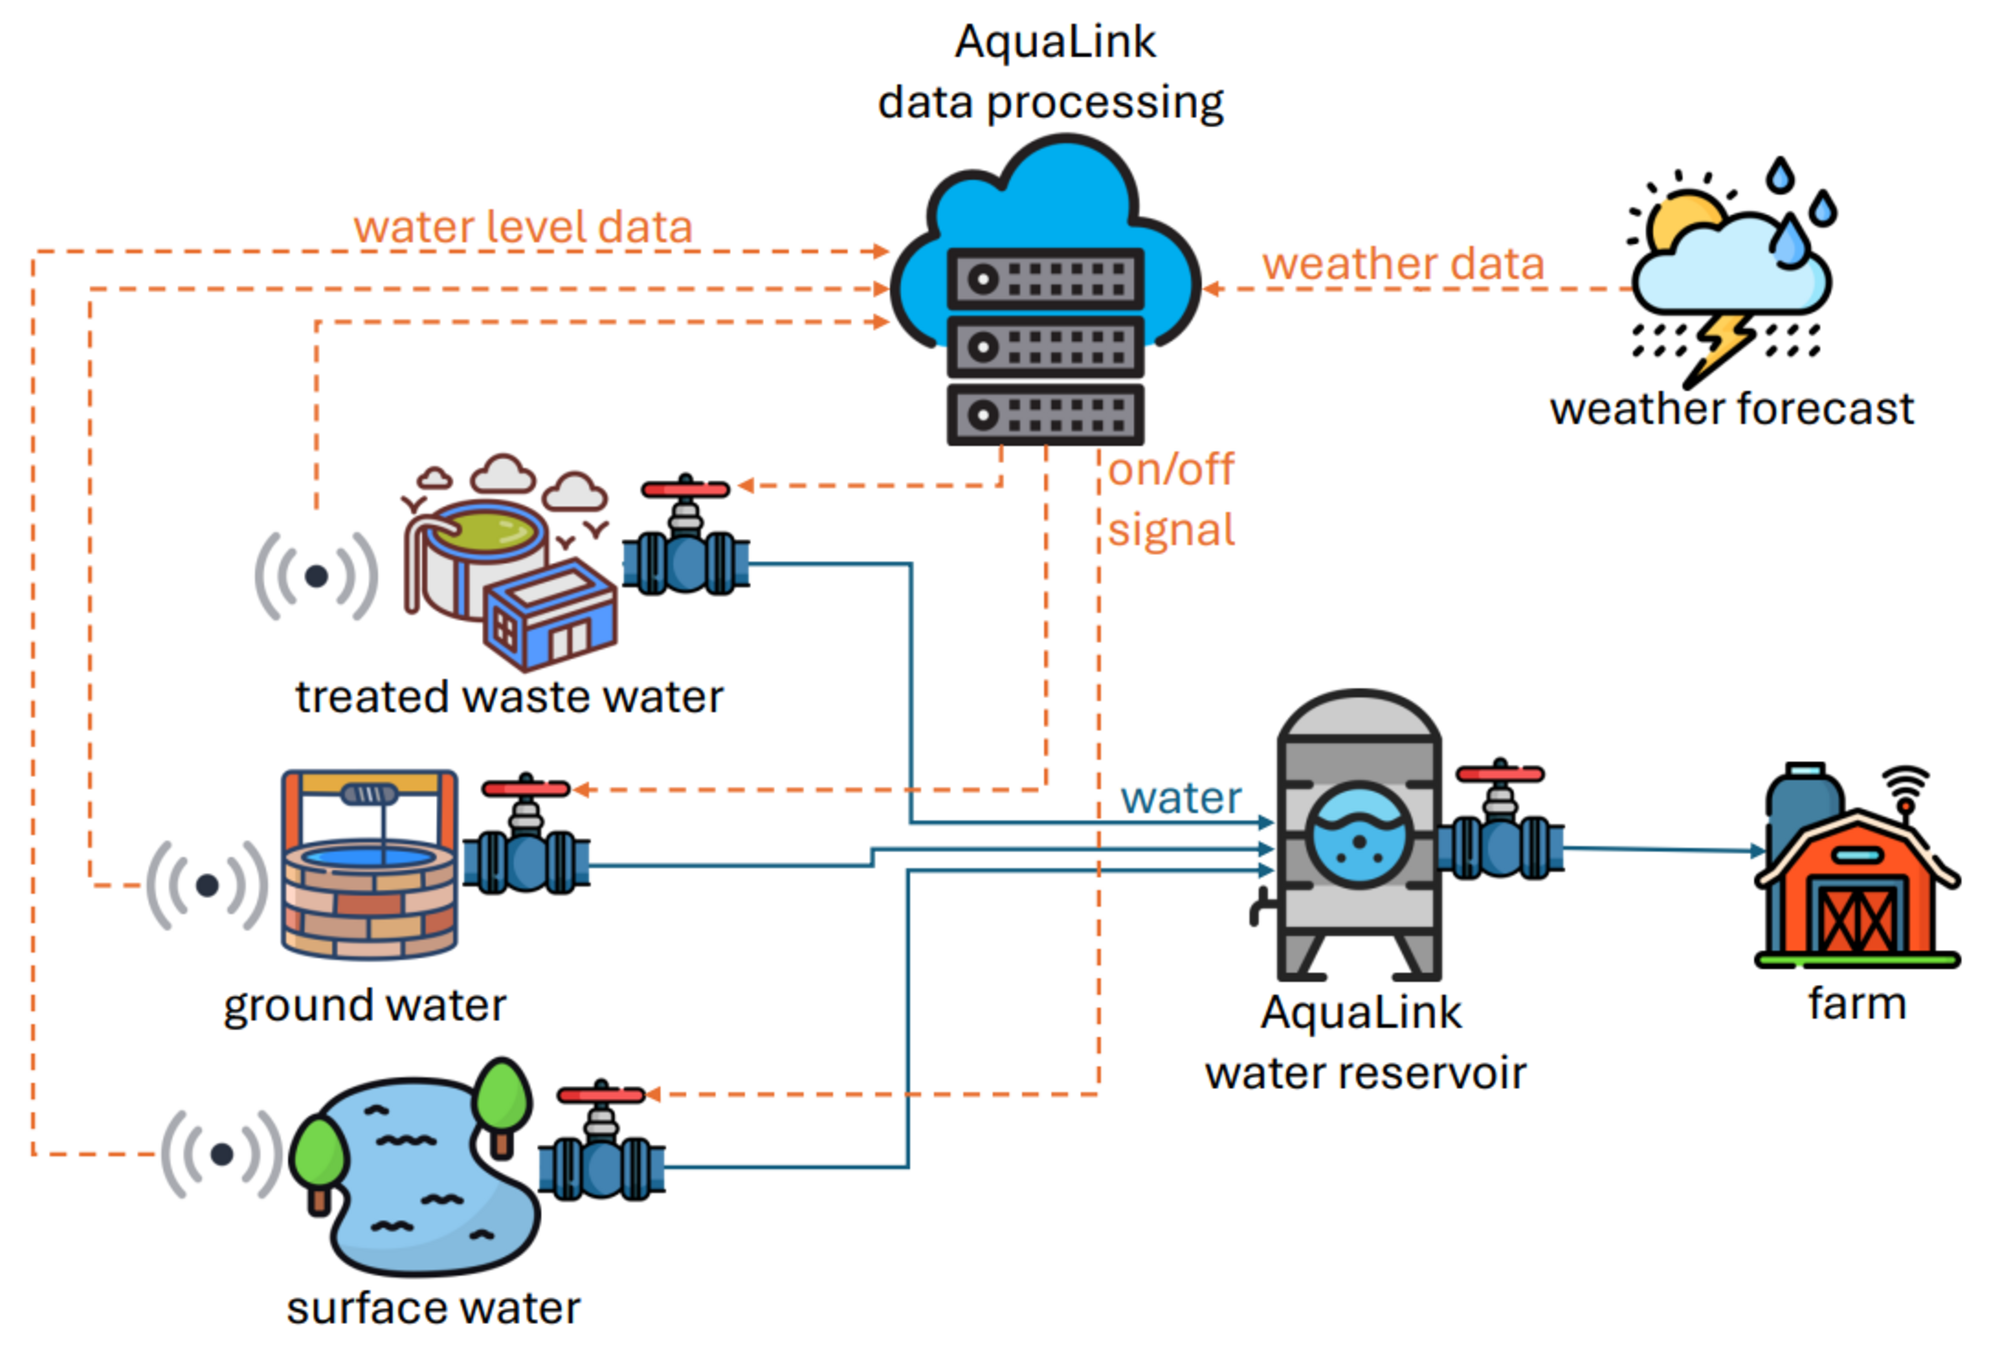 AquaLink
data processing
water level data
weather data
weather forecast
on/off
signal
treated waste water
water
ground water
AquaLink
water reservoir
farm
surface water